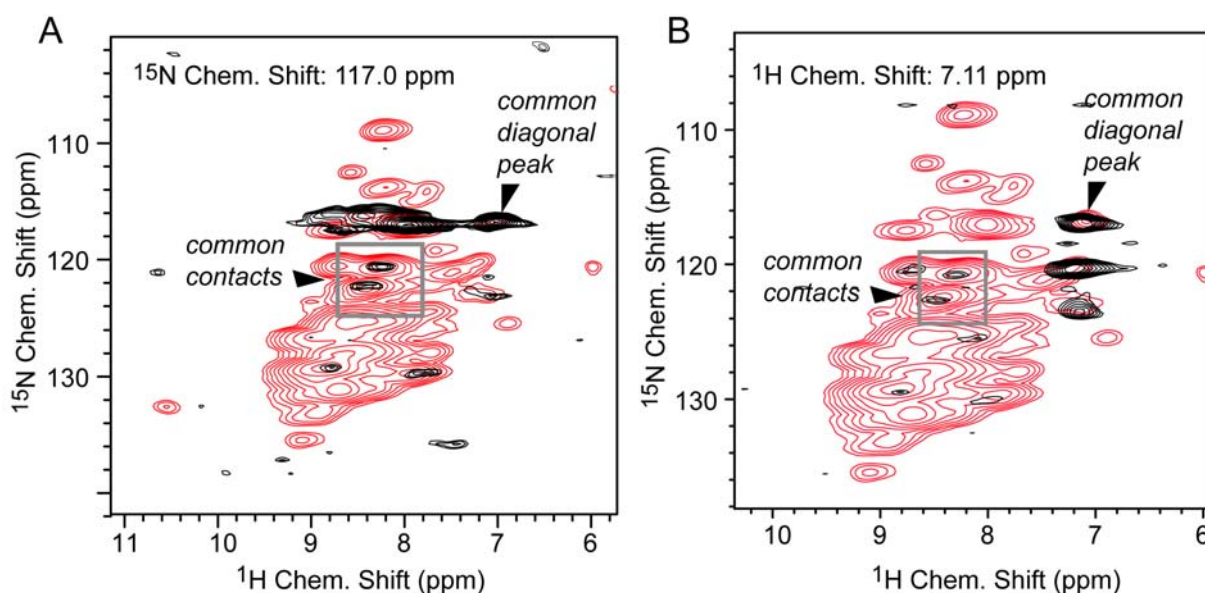 A
15N Chem. Shift: 117.0 ppm
common
diagonal
peak
common
contacts
110
120
130
15N Chem. Shift (ppm)
11 10 9 8 7 6
1H Chem. Shift (ppm)
B
1H Chem. Shift: 7.11 ppm
common
diagonal
peak
common
contacts
110
120
130
15N Chem. Shift (ppm)
10 9 8 7 6
1H Chem. Shift (ppm)